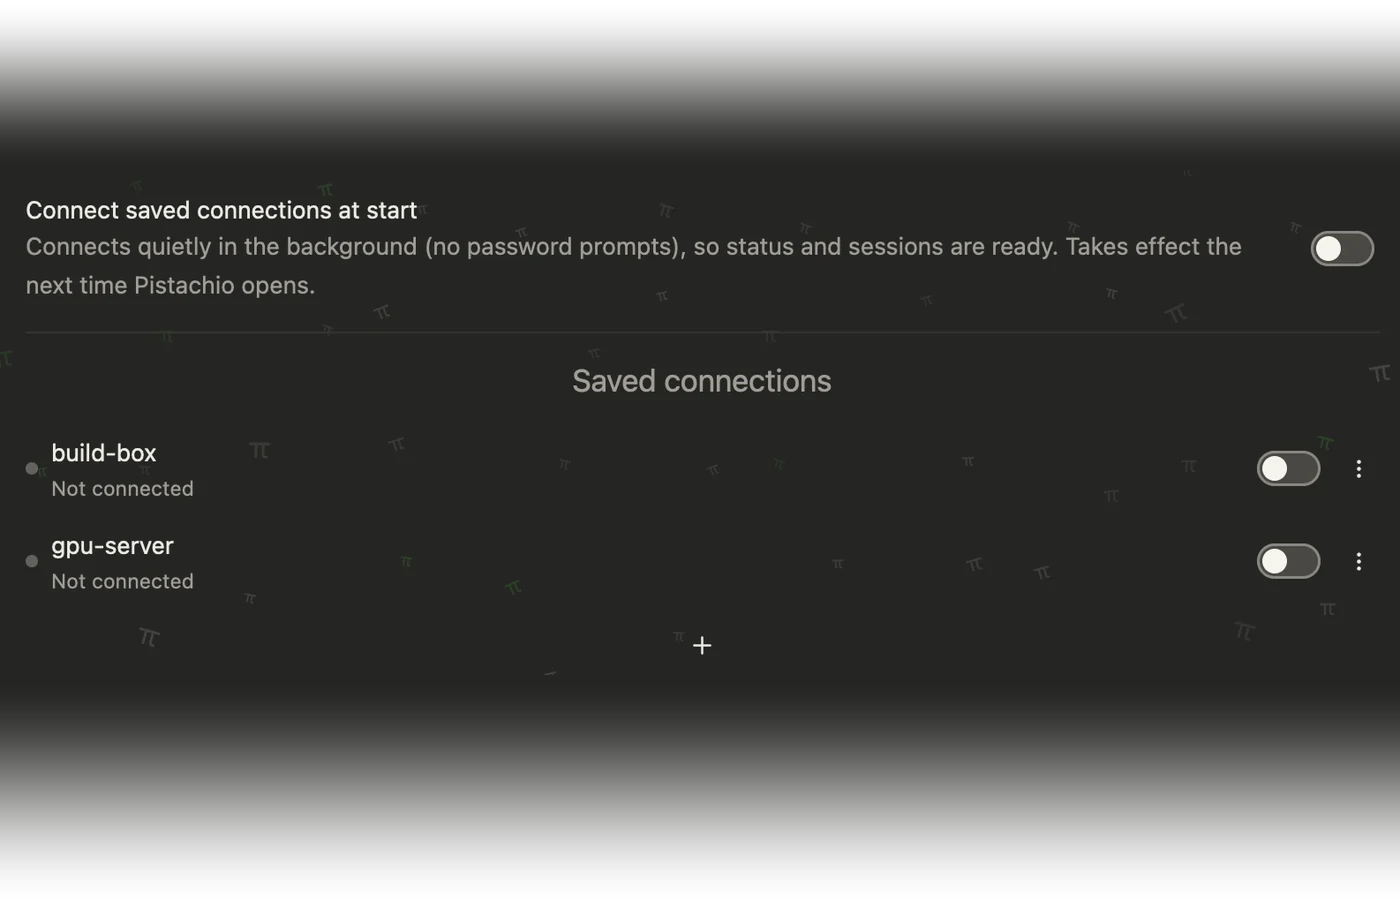 Connect saved connections at start
Connects quietly in the background (no password prompts), so status and sessions are ready. Takes effect the
next time Pistachio opens.
Saved connections
build-box
Not connected
gpu-server
Not connected